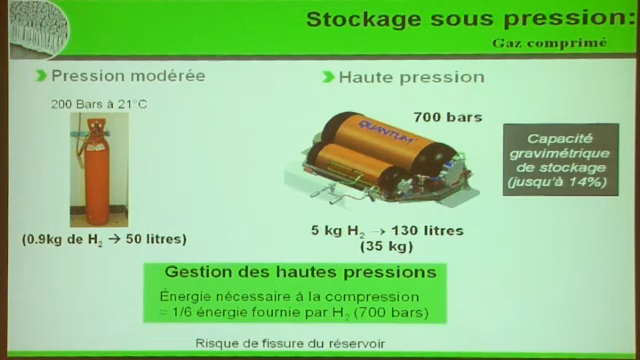 Stockage sous pression:
Gaz comprimé
Pression modérée
200 Bars à 21°C
(0.9kg de H₂ → 50 litres)
Haute pression
700 bars
QUANTUM
5 kg H₂ → 130 litres
(35 kg)
Capacité
gravimétrique
de stockage
(jusqu'à 14%)
Gestion des hautes pressions
Énergie nécessaire à la compression
≈ 1/6 énergie fournie par H₂ (700 bars)
Risque de fissure du réservoir